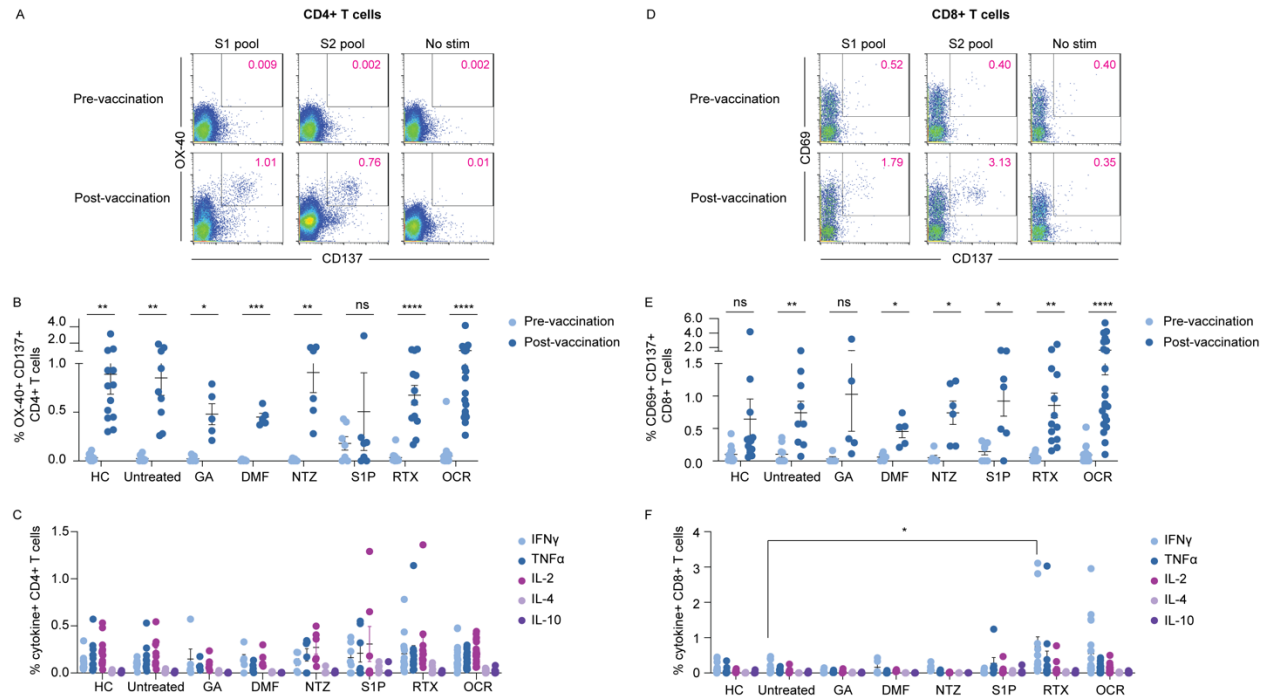 A
CD4+ T cells
S1 pool S2 pool No stim
Pre-vaccination
0.009 0.002 0.002
OX-40
Post-vaccination
1.01 0.76 0.01
CD137
D
CD8+ T cells
S1 pool S2 pool No stim
Pre-vaccination
0.52 0.40 0.40
CD69
Post-vaccination
1.79 3.13 0.35
CD137
B
** ** * *** ** ns **** ****
% OX-40+ CD137+
CD4+ T cells
4.0
2.0
1.0
0.5
0.0
HC Untreated GA DMF NTZ S1P RTX OCR
Pre-vaccination
Post-vaccination
E
ns ** ns * * * ** ****
% CD69+ CD137+
CD8+ T cells
6.0
4.0
2.0
1.5
1.0
0.5
0.0
HC Untreated GA DMF NTZ S1P RTX OCR
Pre-vaccination
Post-vaccination
C
% cytokine+ CD4+ T cells
1.5
1.0
0.5
0.0
HC Untreated GA DMF NTZ S1P RTX OCR
IFNγ
TNFα
IL-2
IL-4
IL-10
F
% cytokine+ CD8+ T cells
4
3
2
1
0
*
HC Untreated GA DMF NTZ S1P RTX OCR
IFNγ
TNFα
IL-2
IL-4
IL-10